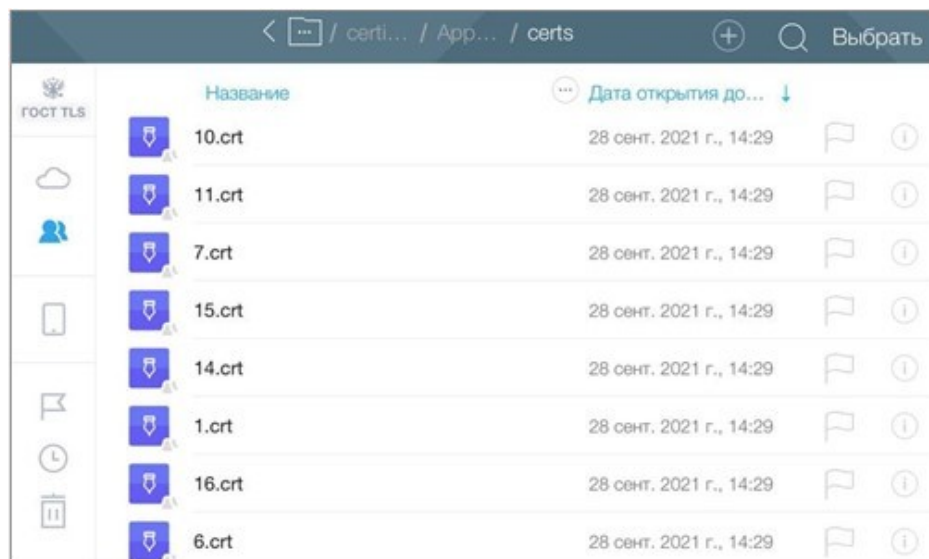 / certi... / App... / certs Выбрать
ГОСТ TLS
Название Дата открытия до... ↓
10.crt 28 сент. 2021 г., 14:29
11.crt 28 сент. 2021 г., 14:29
7.crt 28 сент. 2021 г., 14:29
15.crt 28 сент. 2021 г., 14:29
14.crt 28 сент. 2021 г., 14:29
1.crt 28 сент. 2021 г., 14:29
16.crt 28 сент. 2021 г., 14:29
6.crt 28 сент. 2021 г., 14:29